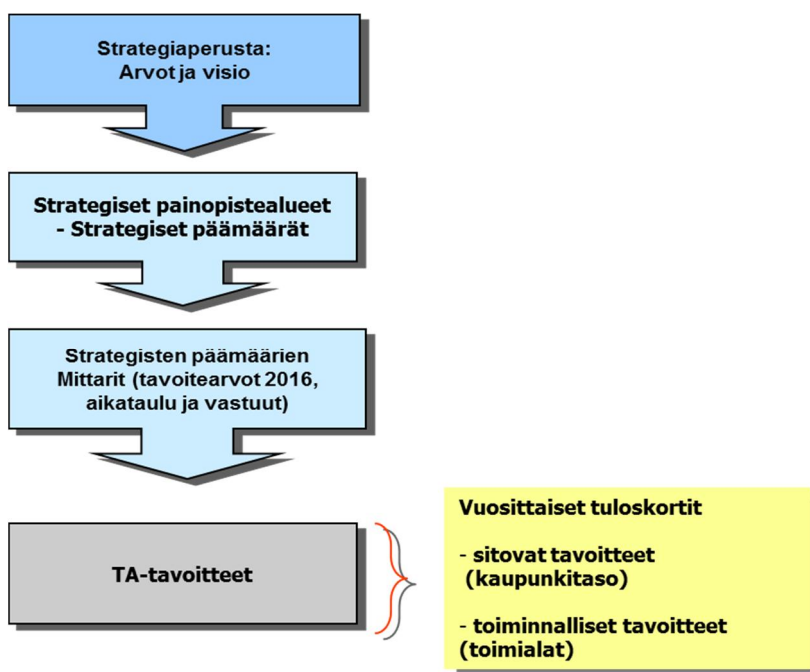 Strategiaperusta:
Arvot ja visio
Strategiset painopistealueet
- Strategiset päämäärät
Strategisten päämäärien
Mittarit (tavoitearvot 2016,
aikataulu ja vastuut)
TA-tavoitteet
Vuosittaiset tuloskortit
- sitovat tavoitteet
(kaupunkitaso)
- toiminnalliset tavoitteet
(toimialat)